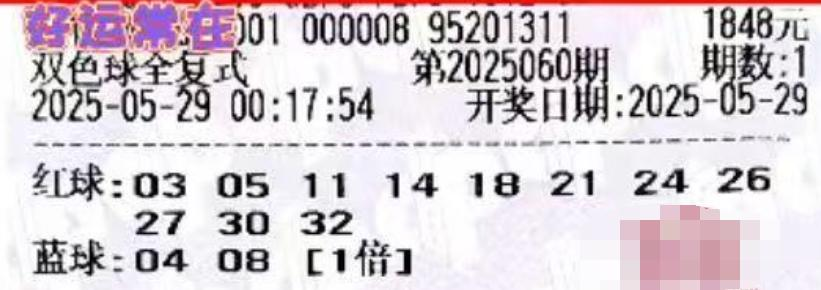 好运常在
001 000008 95201311 1848元
双色球全复式 第2025060期 期数:1
2025-05-29 00:17:54 开奖日期:2025-05-29
红球:03 05 11 14 18 21 24 26
27 30 32
蓝球:04 08 [1倍]